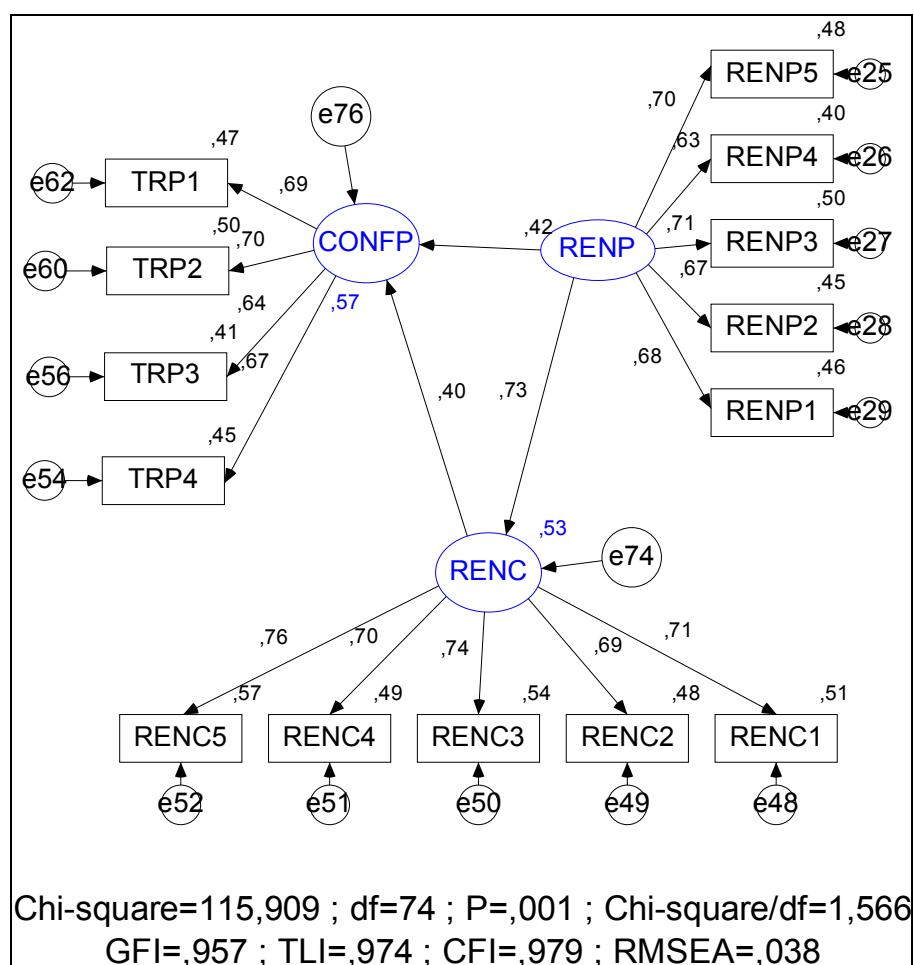 ,48
RENP5
e25
,70
,40
e76
,63
RENP4
e26
,47
e62
TRP1
,69
,50
,71
RENP3
e27
CONFP
,42
RENP
,50
,70
e60
TRP2
,67
,45
,64
,57
RENP2
e28
,41
e56
TRP3
,67
,68
,46
,40
,73
RENP1
e29
,45
e54
TRP4
,53
RENC
e74
,76
,70
,74
,69
,71
,57
,49
,54
,48
,51
RENC5
RENC4
RENC3
RENC2
RENC1
e52
e51
e50
e49
e48
Chi-square=115,909 ; df=74 ; P=,001 ; Chi-square/df=1,566
GFI=,957 ; TLI=,974 ; CFI=,979 ; RMSEA=,038